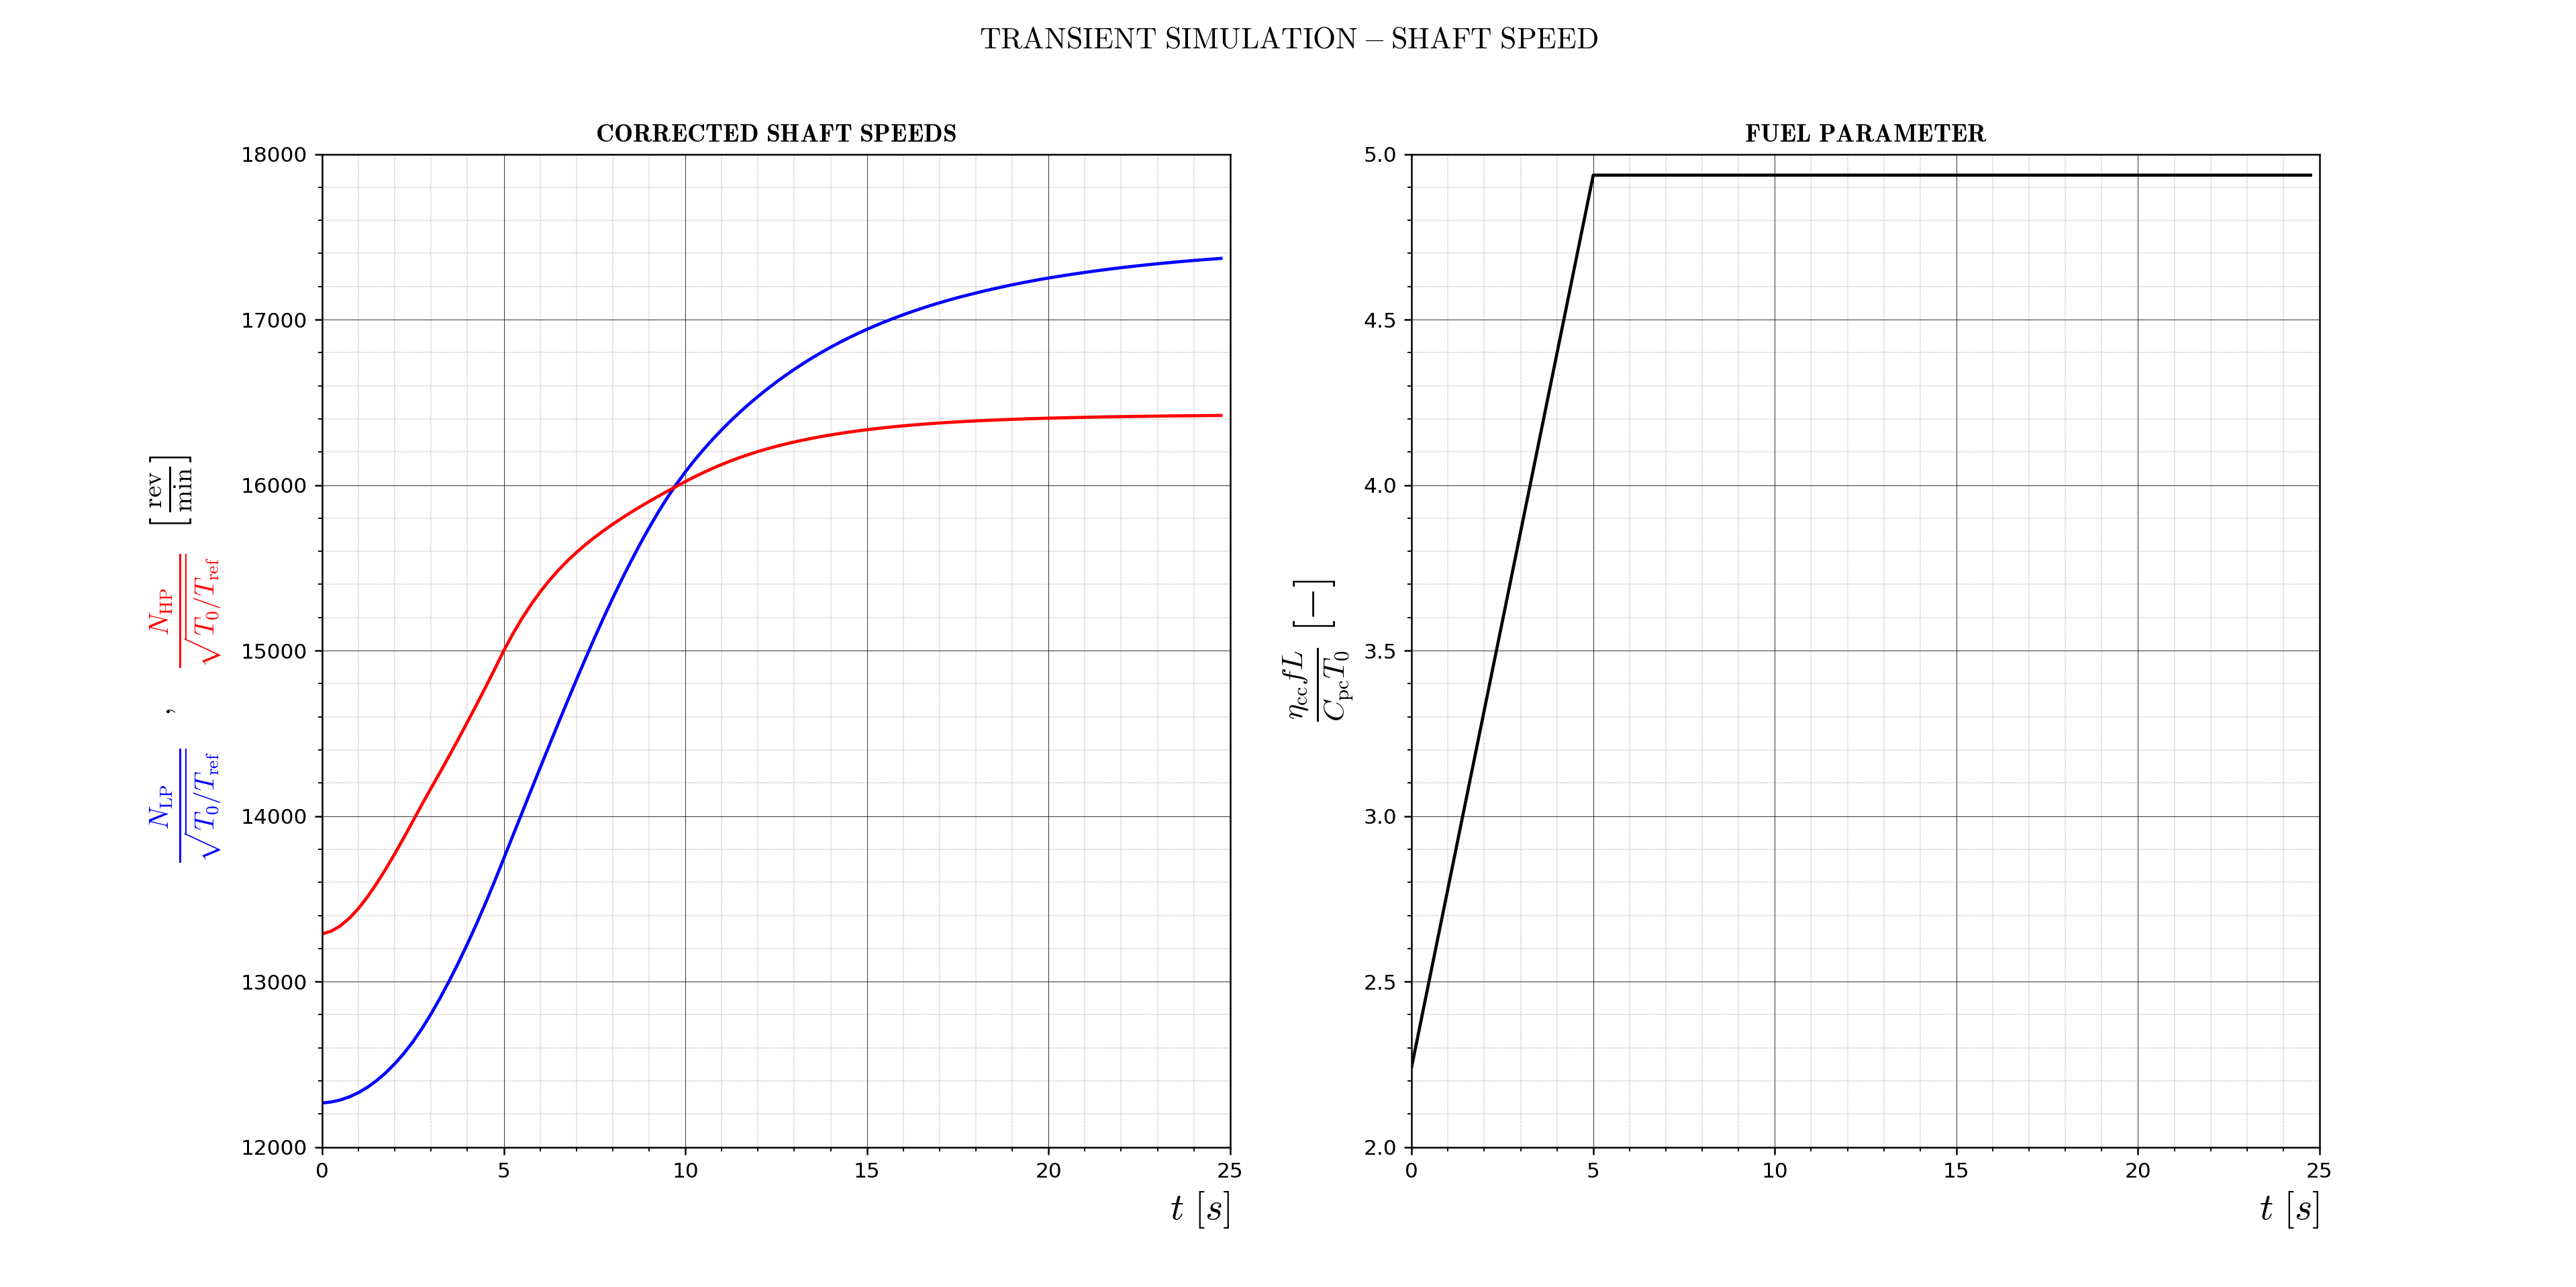 TRANSIENT SIMULATION – SHAFT SPEED
CORRECTED SHAFT SPEEDS
18000
17000
16000
15000
14000
13000
12000
0 5 10 15 20 25
t [s]
N_LP / √(T_0/T_ref) , N_HP / √(T_0/T_ref) [rev/min]
FUEL PARAMETER
5.0
4.5
4.0
3.5
3.0
2.5
2.0
0 5 10 15 20 25
t [s]
η_cc f L / C_pc T_0 [−]